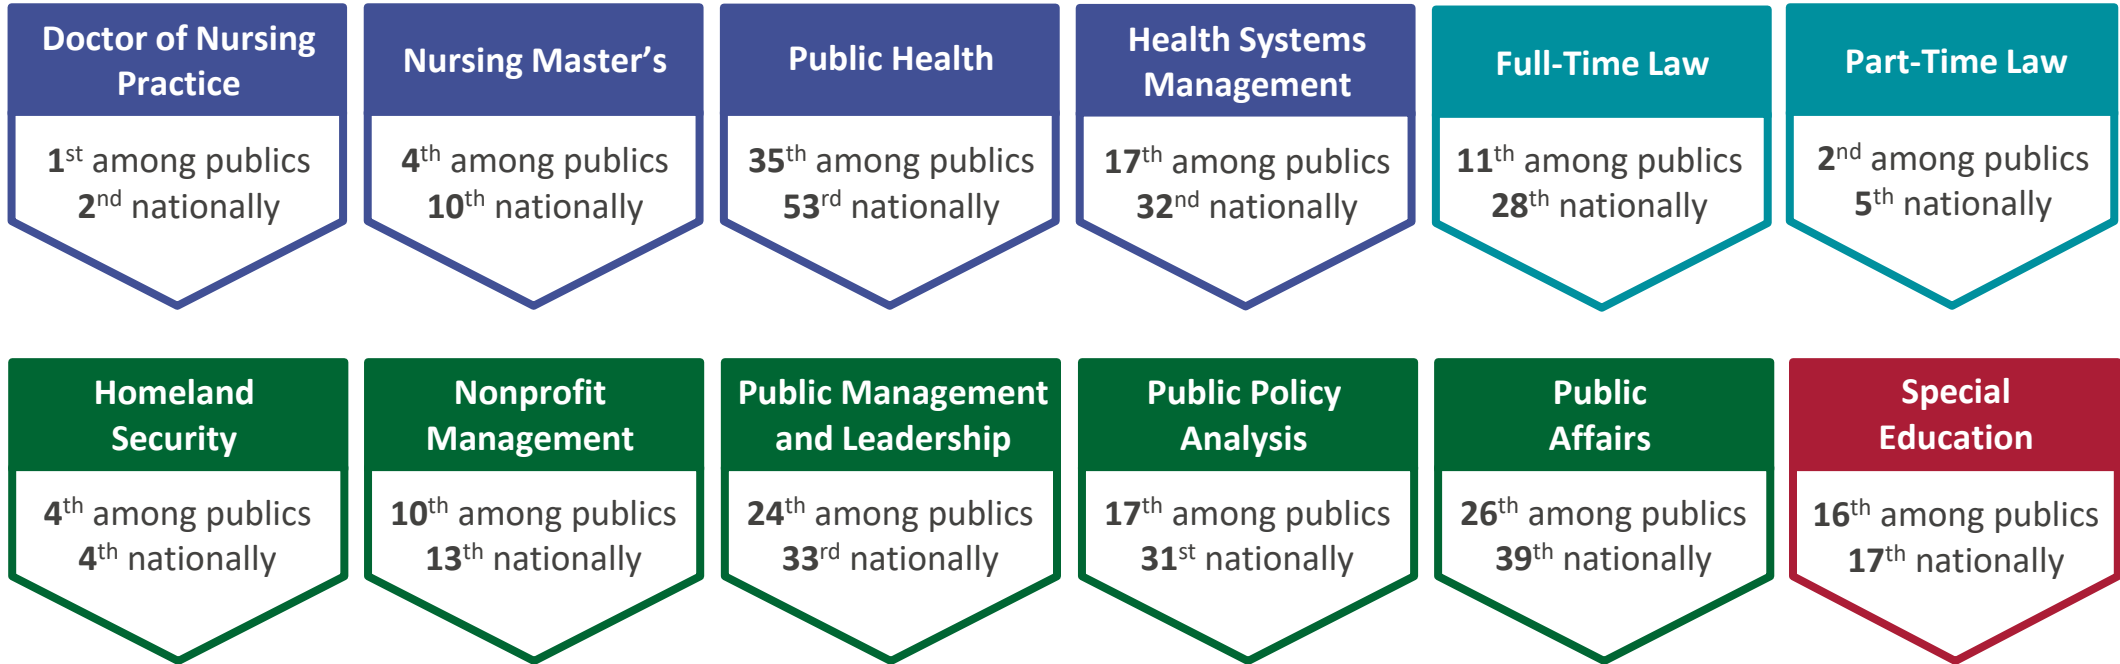 Doctor of Nursing
Practice
1st among publics
2nd nationally
Nursing Master’s
4th among publics
10th nationally
Public Health
35th among publics
53rd nationally
Health Systems
Management
17th among publics
32nd nationally
Full-Time Law
11th among publics
28th nationally
Part-Time Law
2nd among publics
5th nationally
Homeland
Security
4th among publics
4th nationally
Nonprofit
Management
10th among publics
13th nationally
Public Management
and Leadership
24th among publics
33rd nationally
Public Policy
Analysis
17th among publics
31st nationally
Public
Affairs
26th among publics
39th nationally
Special
Education
16th among publics
17th nationally